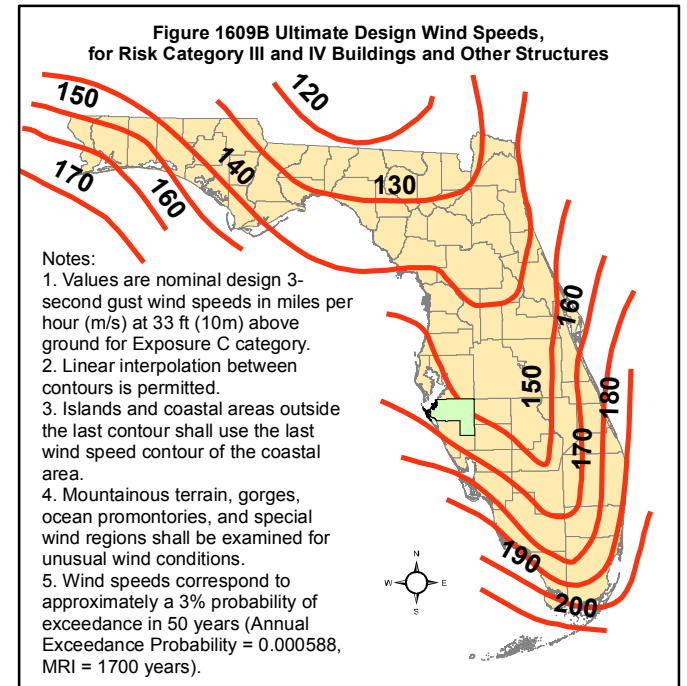 Figure 1609B Ultimate Design Wind Speeds,
for Risk Category III and IV Buildings and Other Structures
120
150
140
130
170
160
Notes:
1. Values are nominal design 3-
second gust wind speeds in miles per
hour (m/s) at 33 ft (10m) above
ground for Exposure C category.
2. Linear interpolation between
contours is permitted.
3. Islands and coastal areas outside
the last contour shall use the last
wind speed contour of the coastal
area.
4. Mountainous terrain, gorges,
ocean promontories, and special
wind regions shall be examined for
unusual wind conditions.
5. Wind speeds correspond to
approximately a 3% probability of
exceedance in 50 years (Annual
Exceedance Probability = 0.000588,
MRI = 1700 years).
160
150
180
170
190
200
N
W E
S